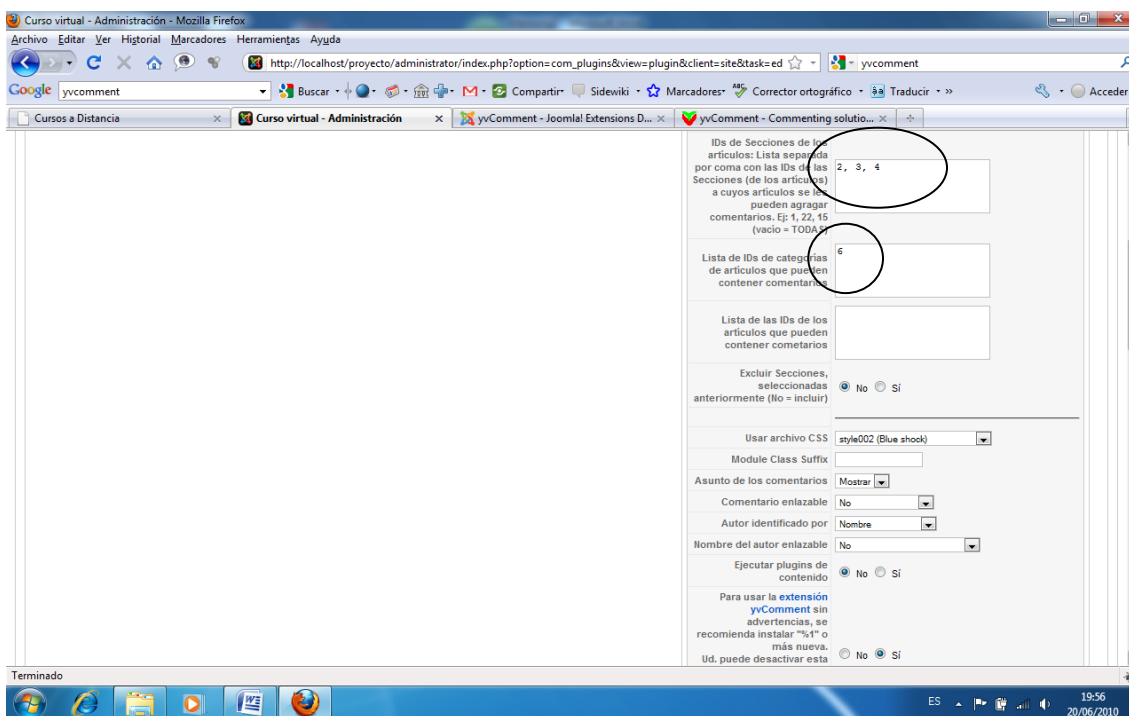 Curso virtual - Administración - Mozilla Firefox
Archivo Editar Ver Historial Marcadores Herramientas Ayuda
http://localhost/proyecto/administrator/index.php?option=com_plugins&view=plugin&client=site&task=ed yvcomment
Google yvcomment Buscar Compartir Sidewiki Marcadores Corrector ortográfico Traducir » Acceder
Cursos a Distancia Curso virtual - Administración yvComment - Joomla! Extensions D... yvComment - Commenting solutio...
IDs de Secciones de los
artículos: Lista separada
por coma con las IDs de las 2, 3, 4
Secciones (de los artículos)
a cuyos artículos se les
pueden agragar
comentarios. Ej: 1, 22, 15
(vacio = TODAS)
6
Lista de IDs de categorías
de artículos que pueden
contener comentarios
Lista de las IDs de los
artículos que pueden
contener cometarios
Excluir Secciones,
seleccionadas No Sí
anteriormente (No = incluir)
Usar archivo CSS style002 (Blue shock)
Module Class Suffix
Asunto de los comentarios Mostrar
Comentario enlazable No
Autor identificado por Nombre
Nombre del autor enlazable No
Ejecutar plugins de
contenido No Sí
Para usar la extensión
yvComment sin
advertencias, se
recomienda instalar "%1" o
más nueva.
Ud. puede desactivar esta No Sí
Terminado
ES 19:56
20/06/2010